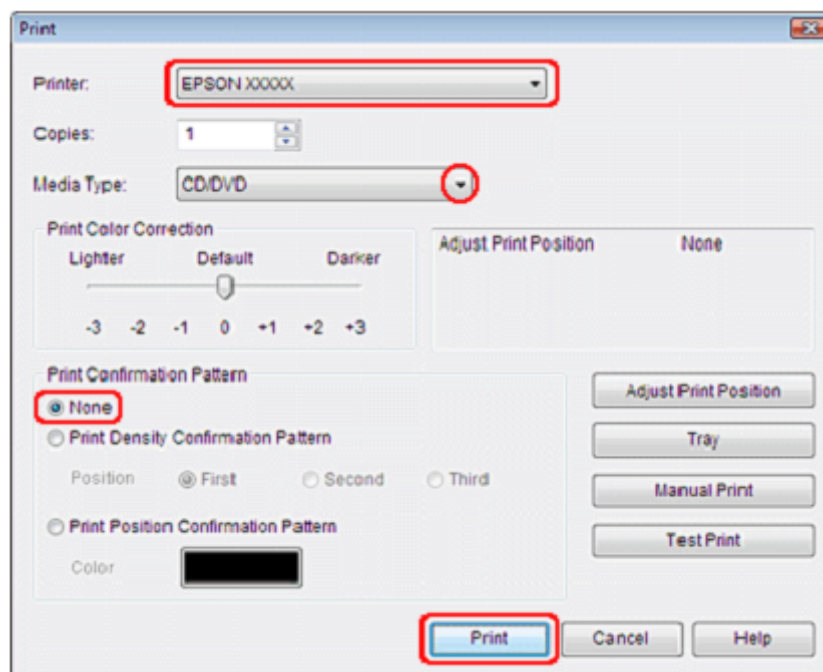 Print
Printer: EPSON XXXXX
Copies: 1
Media Type: CD/DVD
Print Color Correction
Lighter Default Darker
-3 -2 -1 0 +1 +2 +3
Adjust Print Position None
Print Confirmation Pattern
None
Print Density Confirmation Pattern
Position First Second Third
Print Position Confirmation Pattern
Color
Adjust Print Position
Tray
Manual Print
Test Print
Print Cancel Help